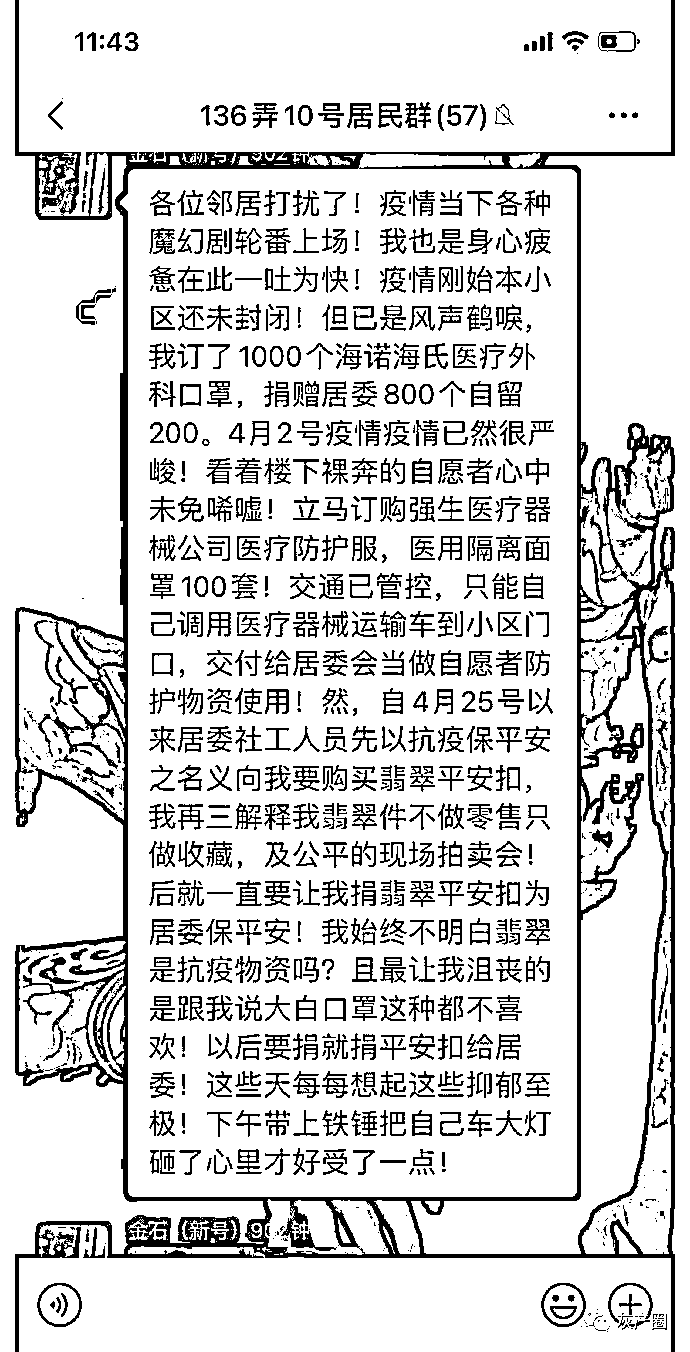 11:43
136弄10号居民群(57)
金石（新号）902钟
各位邻居打扰了！疫情当下各种
魔幻剧轮番上场！我也是身心疲
惫在此一吐为快！疫情刚始本小
区还未封闭！但已是风声鹤唳，
我订了1000个海诺海氏医疗外
科口罩，捐赠居委800个自留
200。4月2号疫情疫情已然很严
峻！看着楼下裸奔的自愿者心中
未免唏嘘！立马订购强生医疗器
械公司医疗防护服，医用隔离面
罩100套！交通已管控，只能自
己调用医疗器械运输车到小区门
口，交付给居委会当做自愿者防
护物资使用！然，自4月25号以
来居委社工人员先以抗疫保平安
之名义向我要购买翡翠平安扣，
我再三解释我翡翠件不做零售只
做收藏，及公平的现场拍卖会！
后就一直要让我捐翡翠平安扣为
居委保平安！我始终不明白翡翠
是抗疫物资吗？且最让我沮丧的
是跟我说大白口罩这种都不喜
欢！以后要捐就捐平安扣给居
委！这些天每每想起这些抑郁至
极！下午带上铁锤把自己车大灯
砸了心里才好受了一点！
金石（新号）902钟
灰产圈